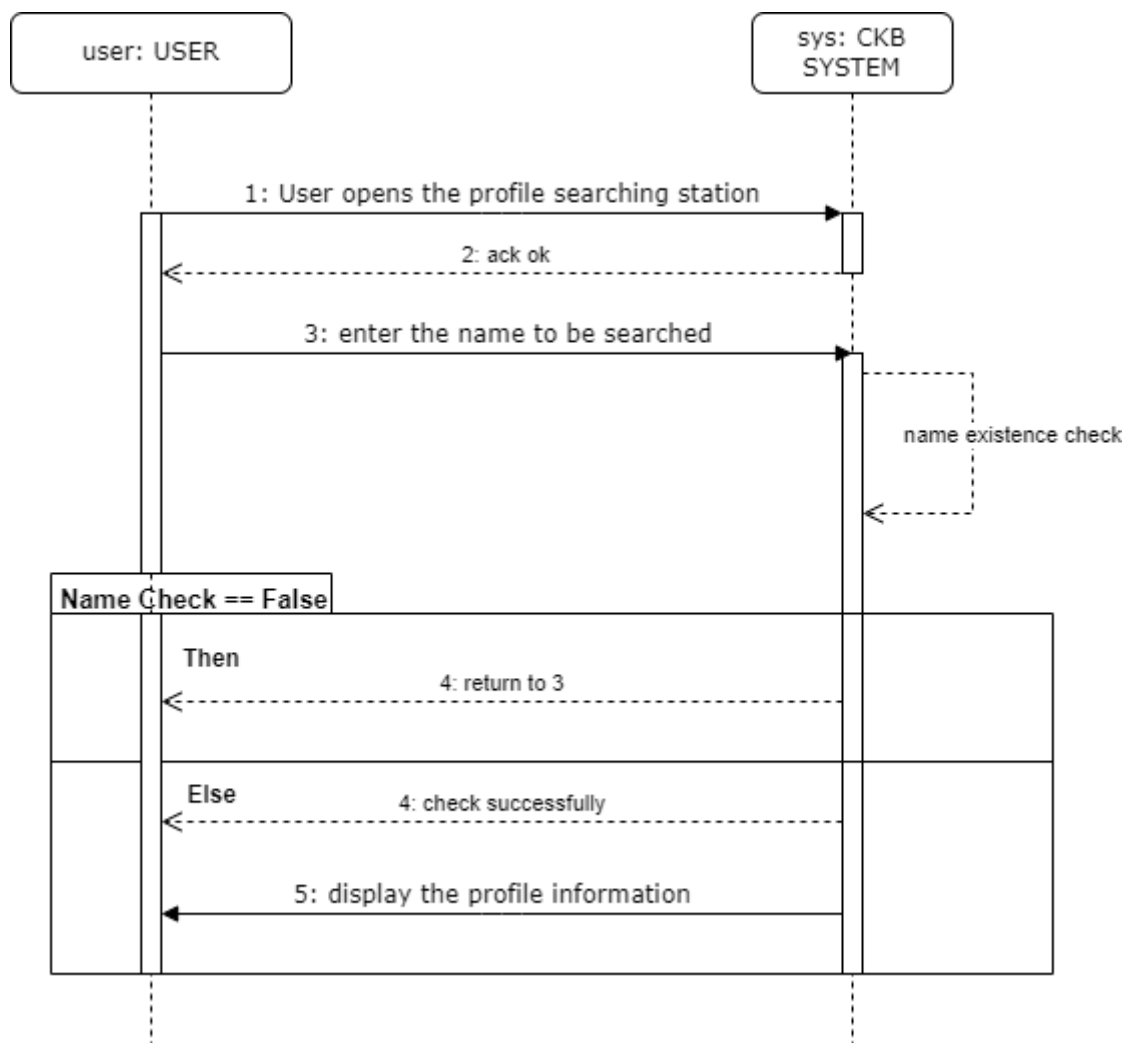 user: USER
sys: CKB
SYSTEM
1: User opens the profile searching station
2: ack ok
3: enter the name to be searched
name existence check
Name Check == False
Then
4: return to 3
Else
4: check successfully
5: display the profile information